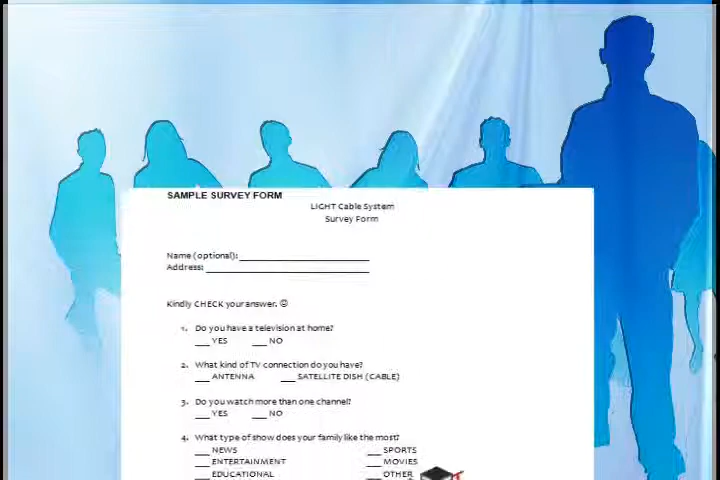 SAMPLE SURVEY FORM
LIGHT Cable System
Survey Form
Name (optional): ____________________
Address: ____________________
Kindly CHECK your answer. ☺
1. Do you have a television at home?
___ YES ___ NO
2. What kind of TV connection do you have?
___ ANTENNA ___ SATELLITE DISH (CABLE)
3. Do you watch more than one channel?
___ YES ___ NO
4. What type of show does your family like the most?
___ NEWS ___ SPORTS
___ ENTERTAINMENT ___ MOVIES
___ EDUCATIONAL ___ OTHER